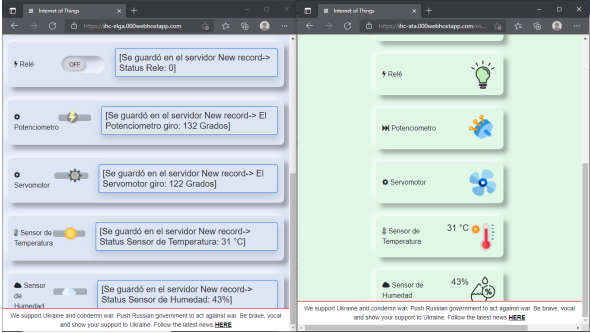 Internet of Things
https://ihc-elga.000webhostapp.com
Relé
OFF
[Se guardó en el servidor New record->
Status Rele: 0]
Potenciometro
[Se guardó en el servidor New record-> El
Potenciometro giro: 132 Grados]
Servomotor
[Se guardó en el servidor New record-> El
Servomotor giro: 122 Grados]
Sensor de
Temperatura
[Se guardó en el servidor New record->
Status Sensor de Temperatura: 31 °C]
Sensor
de
Humedad
[Se guardó en el servidor New record->
Status Sensor de Humedad: 43%]
We support Ukraine and condemn war. Push Russian government to act against war. Be brave, vocal
and show your support to Ukraine. Follow the latest news HERE
Internet of Things
https://ihc-ata.000webhostapp.com
Relé
Potenciometro
Servomotor
Sensor de
Temperatura
31 °C
Sensor de
Humedad
43%
%
We support Ukraine and condemn war. Push Russian government to act against war. Be brave, vocal
and show your support to Ukraine. Follow the latest news HERE